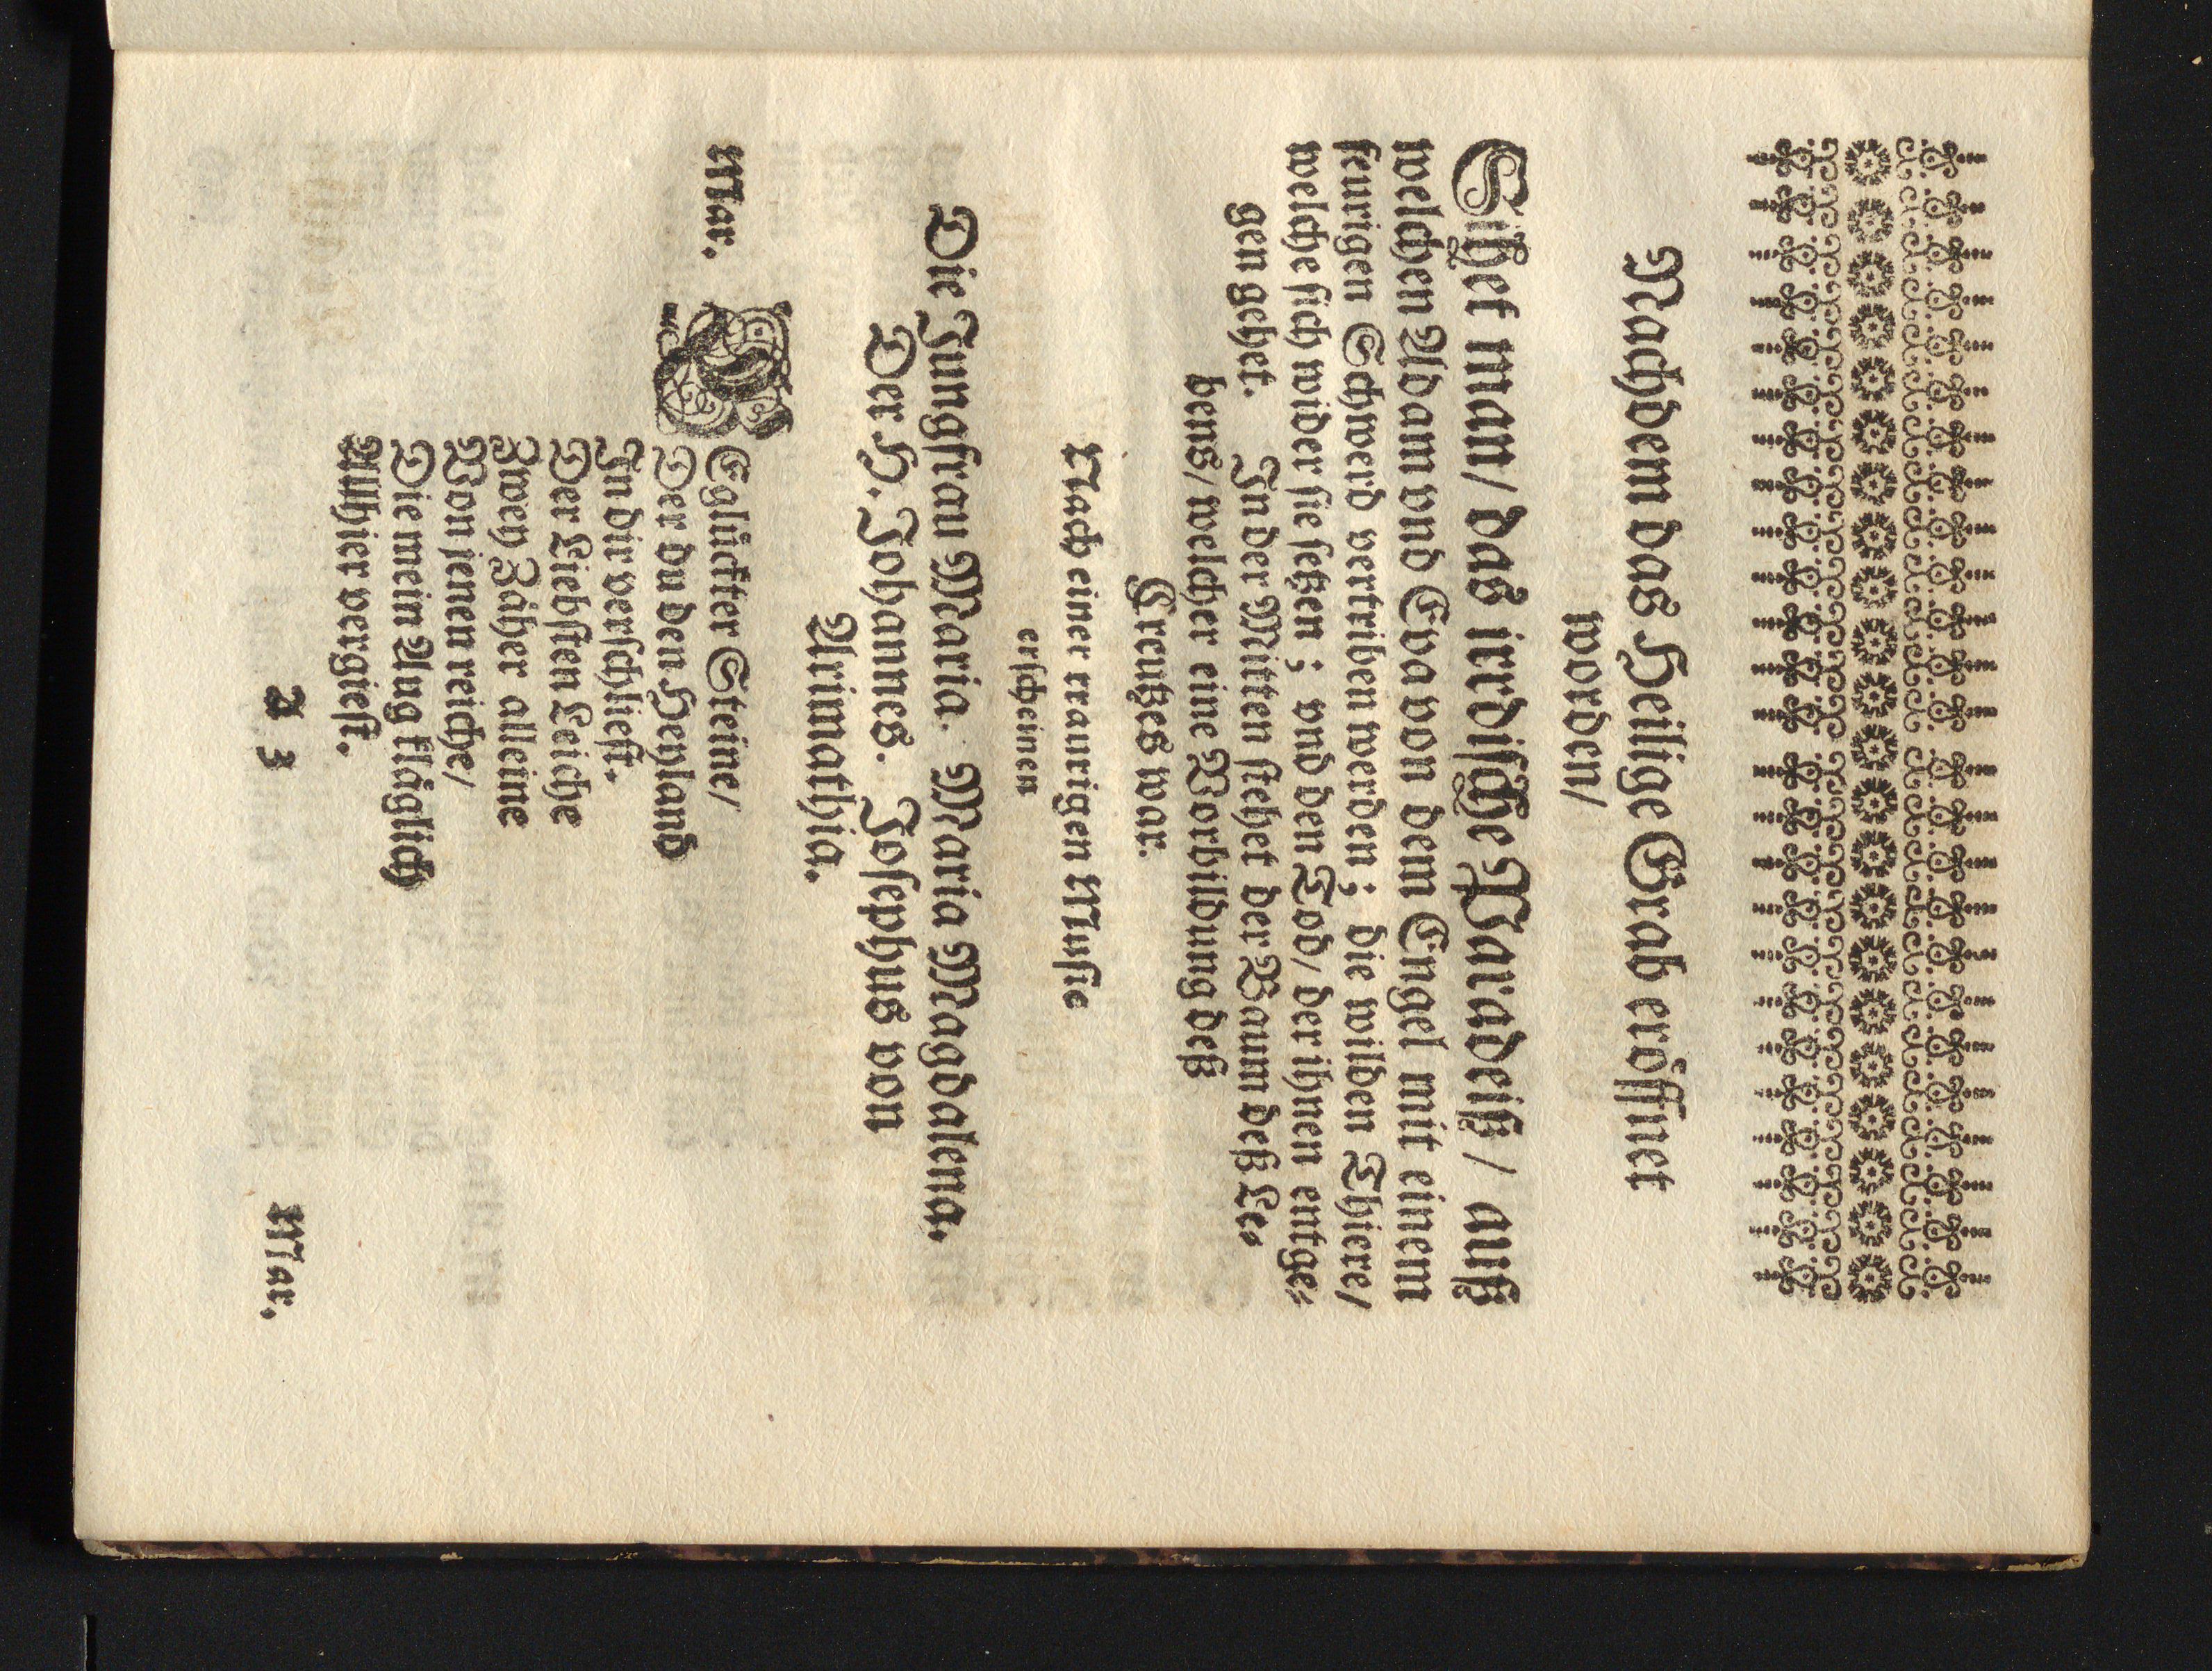 Nachdem das Heilige Grab eröffnet
worden/
Sihet man/ das irrdische Paradeiß/ auß
welchen Adam vnd Eva von dem Engel mit einem
feurigen Schwerd vertriben werden; die wilden Thiere/
welche sich wider sie setzen; vnd den Tod/ der ihnen entge-
gen gehet. In der Mitten stehet der Baum deß Le-
bens/ welcher eine Vorbildung deß
Creutzes war.
Nach einer traurigen Music
erscheinen
Die Jungfrau Maria. Maria Magdalena.
Der H. Johannes. Josephus von
Arimathia.
Mar. BEglückter Steine/
Der du den Heyland
In dir verschliest.
Der Liebsten Leiche
Zwey Zäher alleine
Von jenen reiche/
Die mein Aug kläglich
Allhier vergiest.
A 3 Mar.